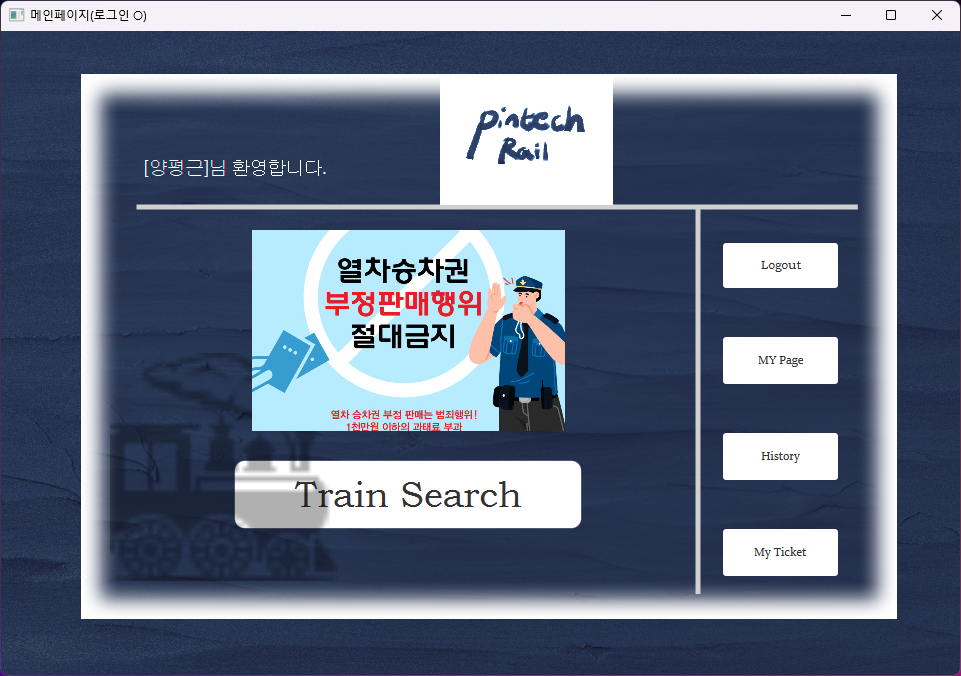 메인페이지(로그인 O)
pintech
Rail
[양평근]님 환영합니다.
열차승차권
부정판매행위
절대금지
열차 승차권 부정 판매는 범죄행위!
1천만원 이하의 과태료 부과
Train Search
Logout
MY Page
History
My Ticket